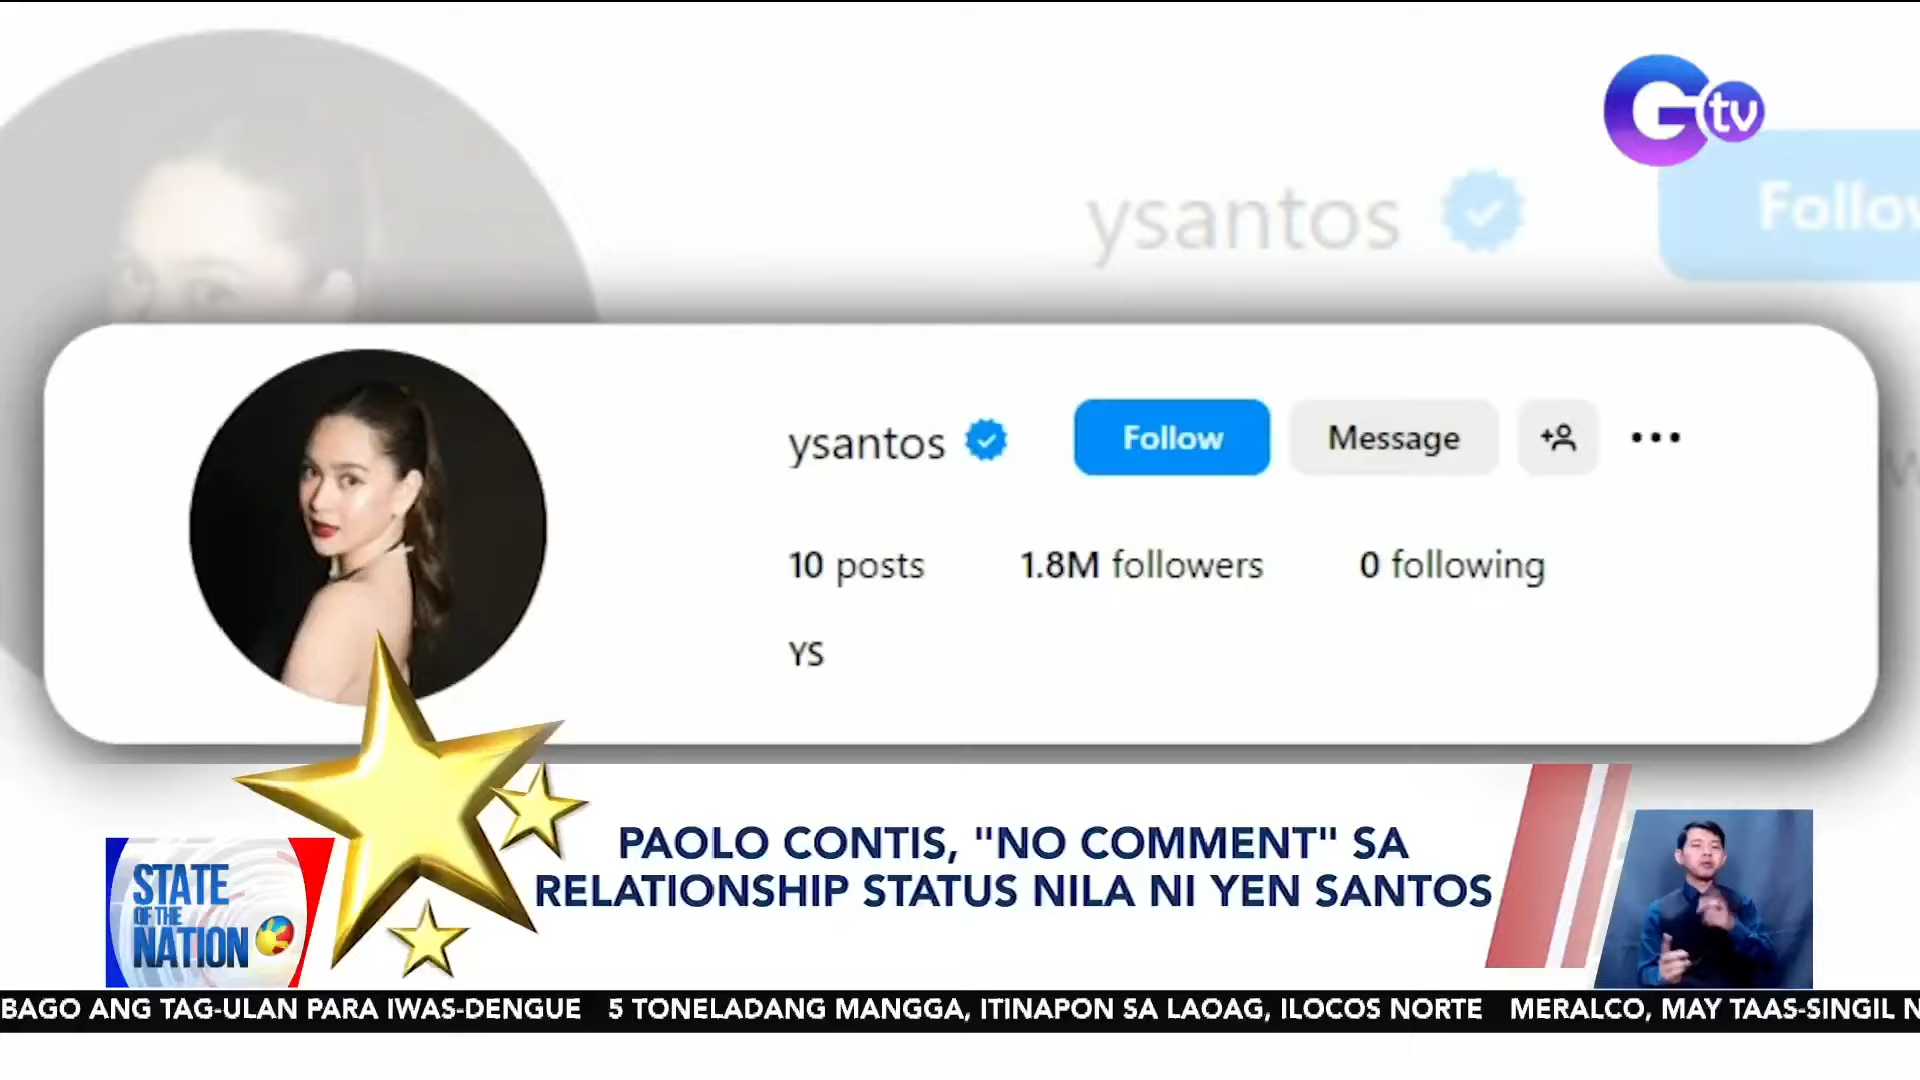 G tv
ysantos
Follow
ysantos
Follow
Message
10 posts
1.8M followers
0 following
YS
PAOLO CONTIS, "NO COMMENT" SA
RELATIONSHIP STATUS NILA NI YEN SANTOS
STATE
OF THE
NATION
BAGO ANG TAG-ULAN PARA IWAS-DENGUE 5 TONELADANG MANGGA, ITINAPON SA LAOAG, ILOCOS NORTE MERALCO, MAY TAAS-SINGIL N